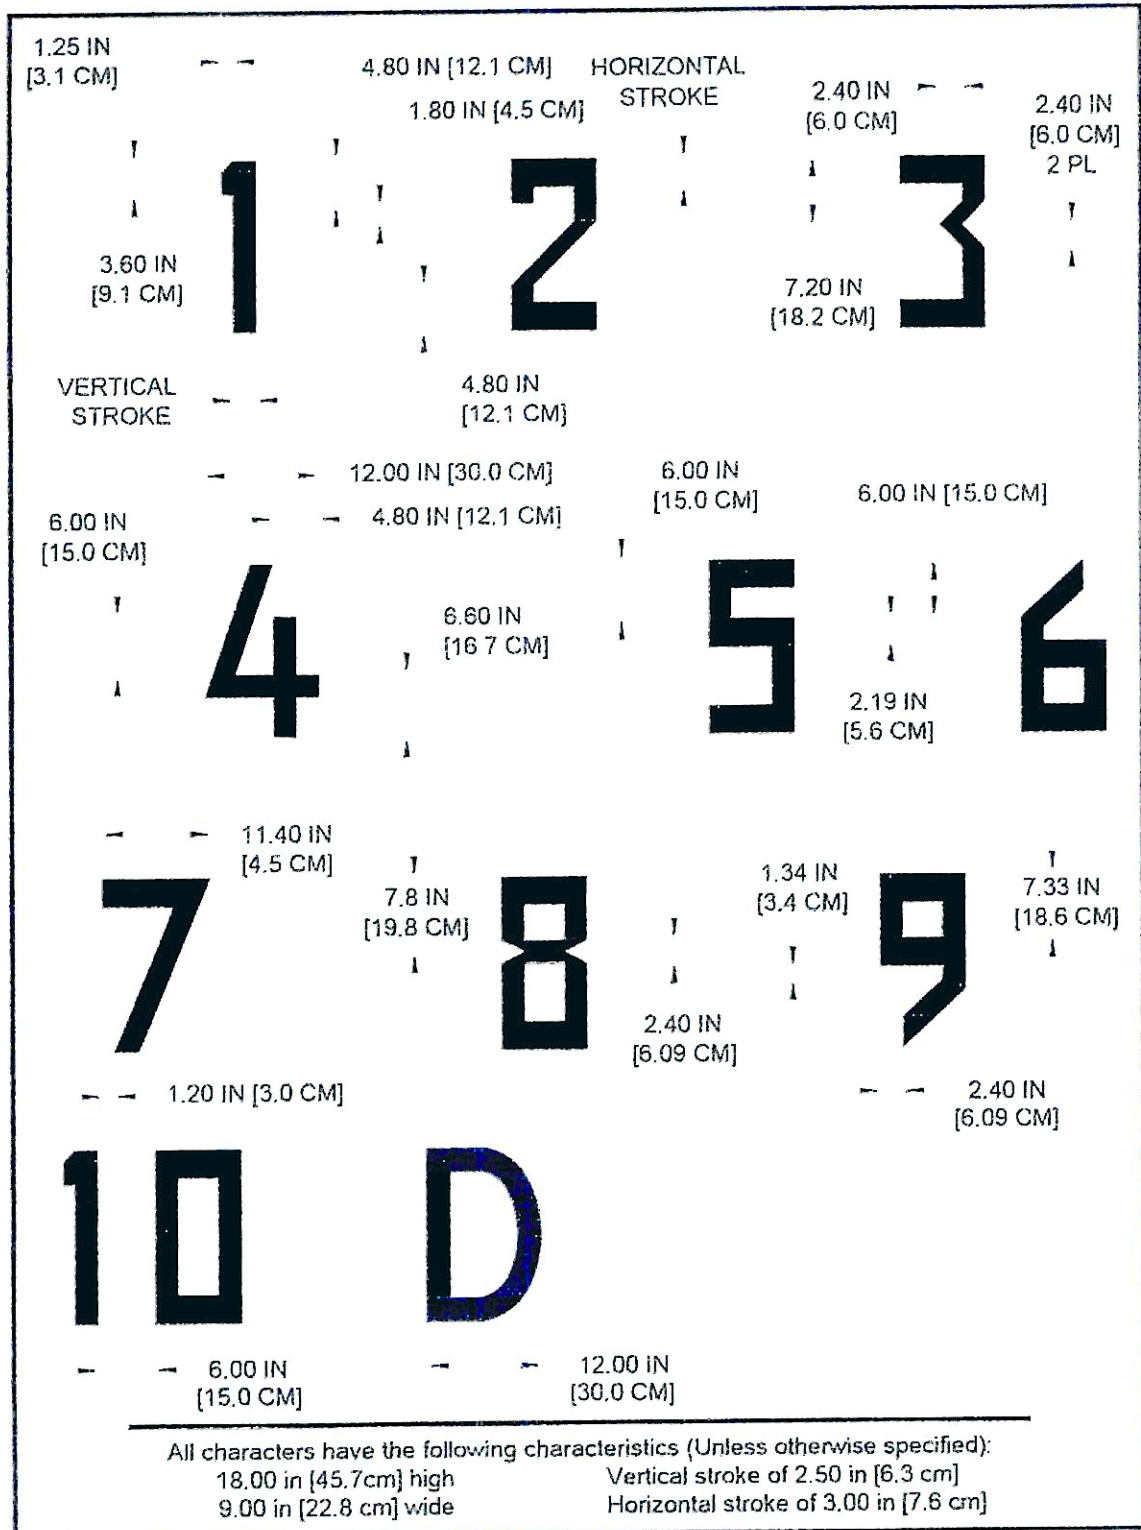 1.25 IN
[3.1 CM]
4.80 IN [12.1 CM]
1.80 IN [4.5 CM]
HORIZONTAL
STROKE
2.40 IN
[6.0 CM]
2.40 IN
[6.0 CM]
2 PL
1
2
3
3.60 IN
[9.1 CM]
7.20 IN
[18.2 CM]
VERTICAL
STROKE
4.80 IN
[12.1 CM]
12.00 IN [30.0 CM]
4.80 IN [12.1 CM]
6.00 IN
[15.0 CM]
6.00 IN
[15.0 CM]
6.00 IN [15.0 CM]
4
6.60 IN
[16 7 CM]
5
6
2.19 IN
[5.6 CM]
11.40 IN
[4.5 CM]
7
7.8 IN
[19.8 CM]
8
1.34 IN
[3.4 CM]
9
7.33 IN
[18.6 CM]
2.40 IN
[6.09 CM]
1.20 IN [3.0 CM]
2.40 IN
[6.09 CM]
10
D
6.00 IN
[15.0 CM]
12.00 IN
[30.0 CM]
All characters have the following characteristics (Unless otherwise specified):
18.00 in [45.7cm] high
Vertical stroke of 2.50 in [6.3 cm]
9.00 in [22.8 cm] wide
Horizontal stroke of 3.00 in [7.6 cm]